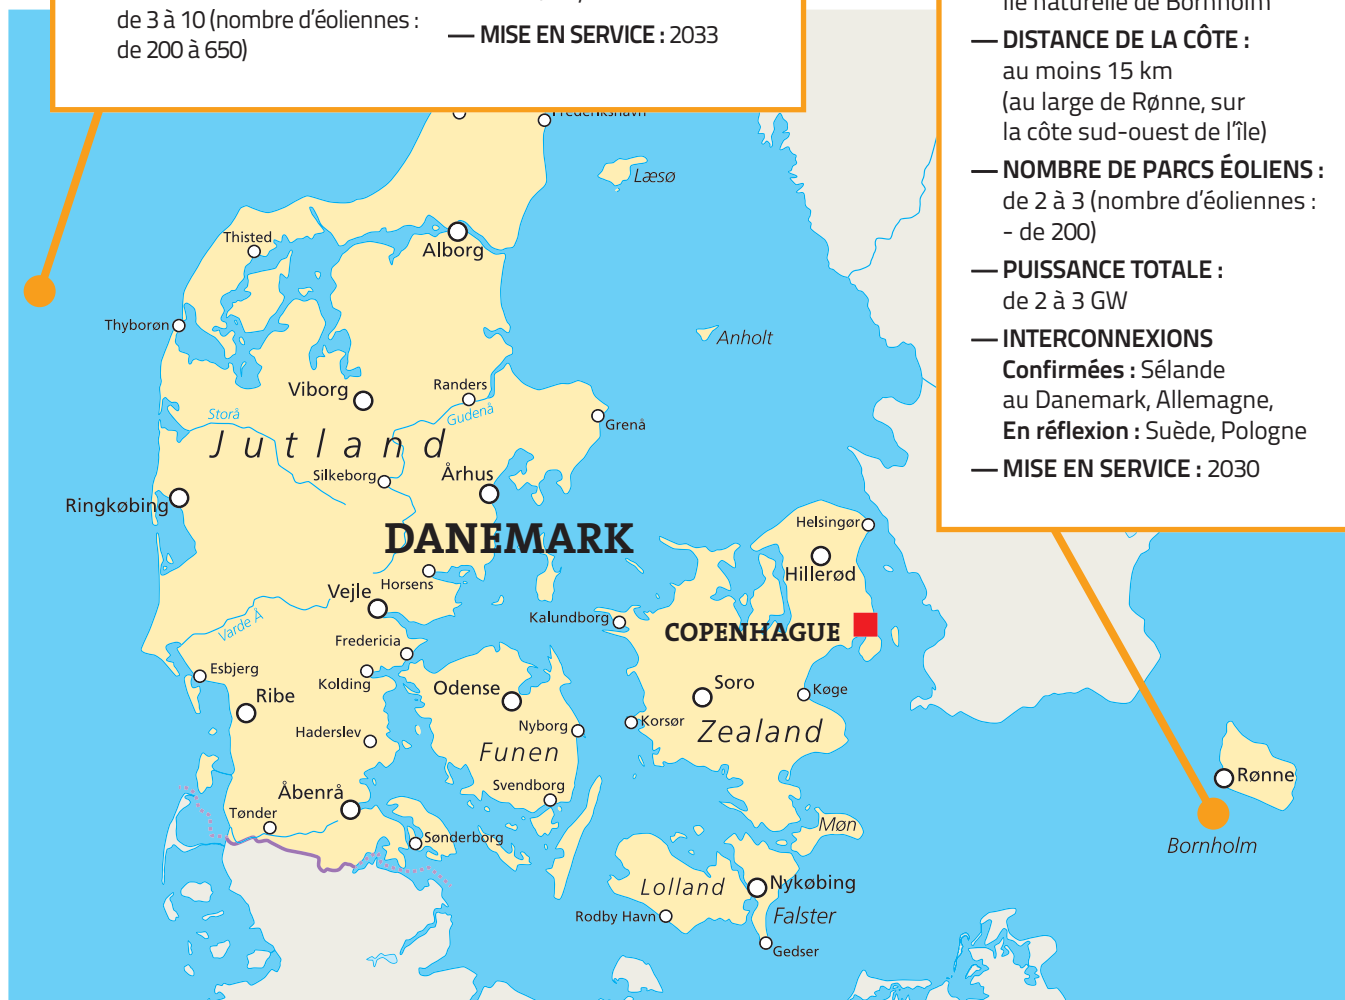 de 3 à 10 (nombre d'éoliennes :
de 200 à 650)
— MISE EN SERVICE : 2033
île naturelle de Bornholm
— DISTANCE DE LA CÔTE :
au moins 15 km
(au large de Rønne, sur
la côte sud-ouest de l'île)
— NOMBRE DE PARCS ÉOLIENS :
de 2 à 3 (nombre d'éoliennes :
- de 200)
— PUISSANCE TOTALE :
de 2 à 3 GW
— INTERCONNEXIONS
Confirmées : Sélande
au Danemark, Allemagne,
En réflexion : Suède, Pologne
— MISE EN SERVICE : 2030
Frederikshavn
Læsø
Thisted
Alborg
Thyborøn
Anholt
Viborg
Randers
Storå
Gudenå
Grenå
Jutland
Silkeborg
Århus
Ringkøbing
DANEMARK
Helsingør
Hillerød
Horsens
Vejle
Kalundborg
COPENHAGUE
Varde Å
Fredericia
Esbjerg
Kolding
Ribe
Odense
Soro
Køge
Haderslev
Nyborg
Korsør
Zealand
Funen
Svendborg
Rønne
Åbenrå
Tønder
Sønderborg
Møn
Bornholm
Lolland
Nykøbing
Rodby Havn
Falster
Gedser